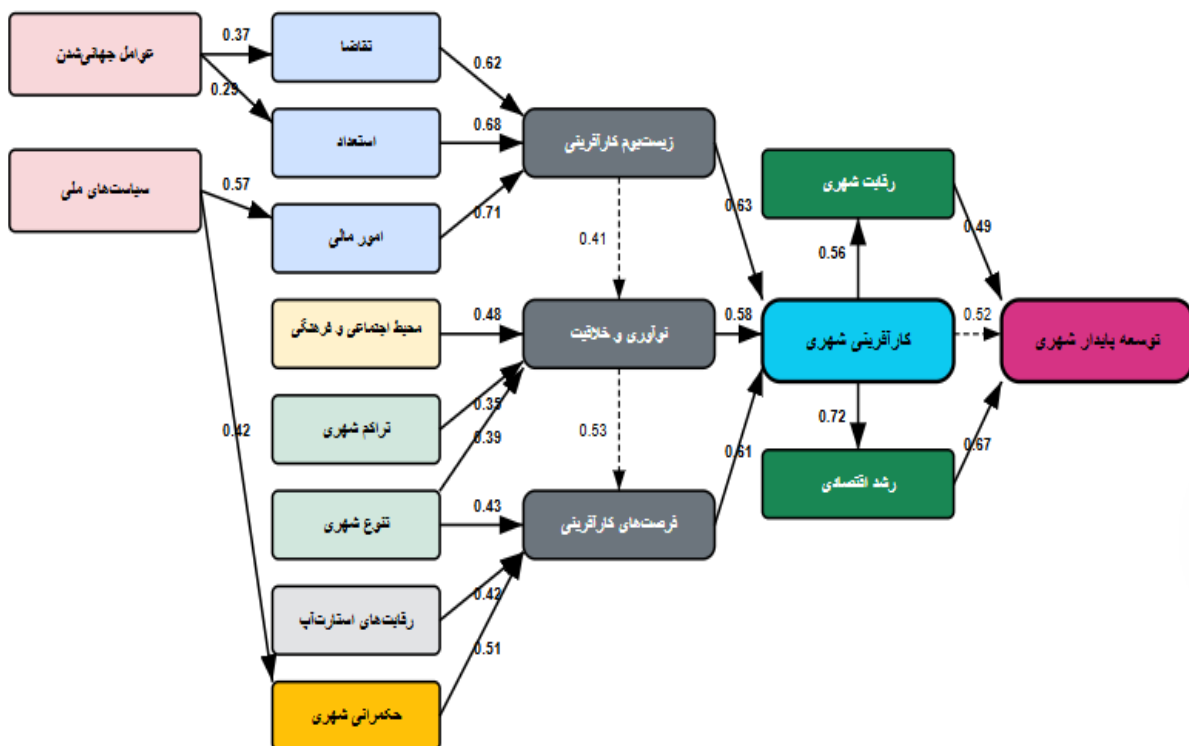 عوامل جهانی‌شدن
0.37
تقاضا
0.62
0.29
استعداد
0.68
زیست‌بوم کارآفرینی
سیاست‌های ملی
0.57
امور مالی
0.71
0.63
رقابت شهری
0.49
0.41
0.56
محیط اجتماعی و فرهنگی
0.48
نوآوری و خلاقیت
0.58
کارآفرینی شهری
0.52
توسعه پایدار شهری
تراکم شهری
0.35
0.39
0.42
0.53
0.72
0.61
0.67
رشد اقتصادی
تنوع شهری
0.43
فرصت‌های کارآفرینی
رقابت‌های استارت‌آپ
0.42
0.51
حکمرانی شهری